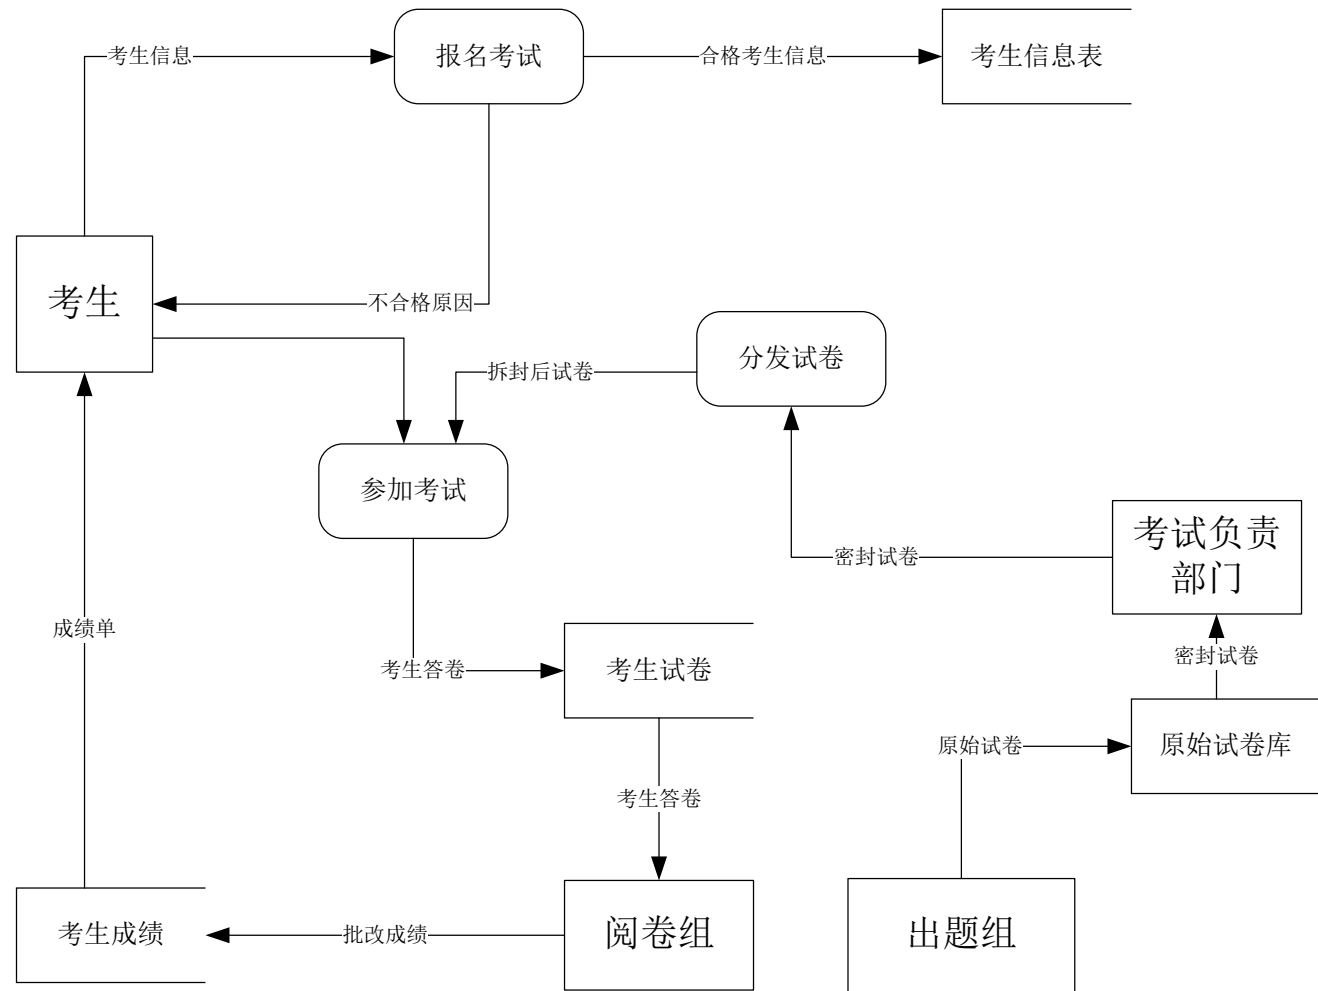 考生信息
报名考试
合格考生信息
考生信息表
考生
不合格原因
拆封后试卷
分发试卷
参加考试
考试负责
部门
密封试卷
成绩单
考生答卷
考生试卷
密封试卷
原始试卷
原始试卷库
考生答卷
考生成绩
批改成绩
阅卷组
出题组